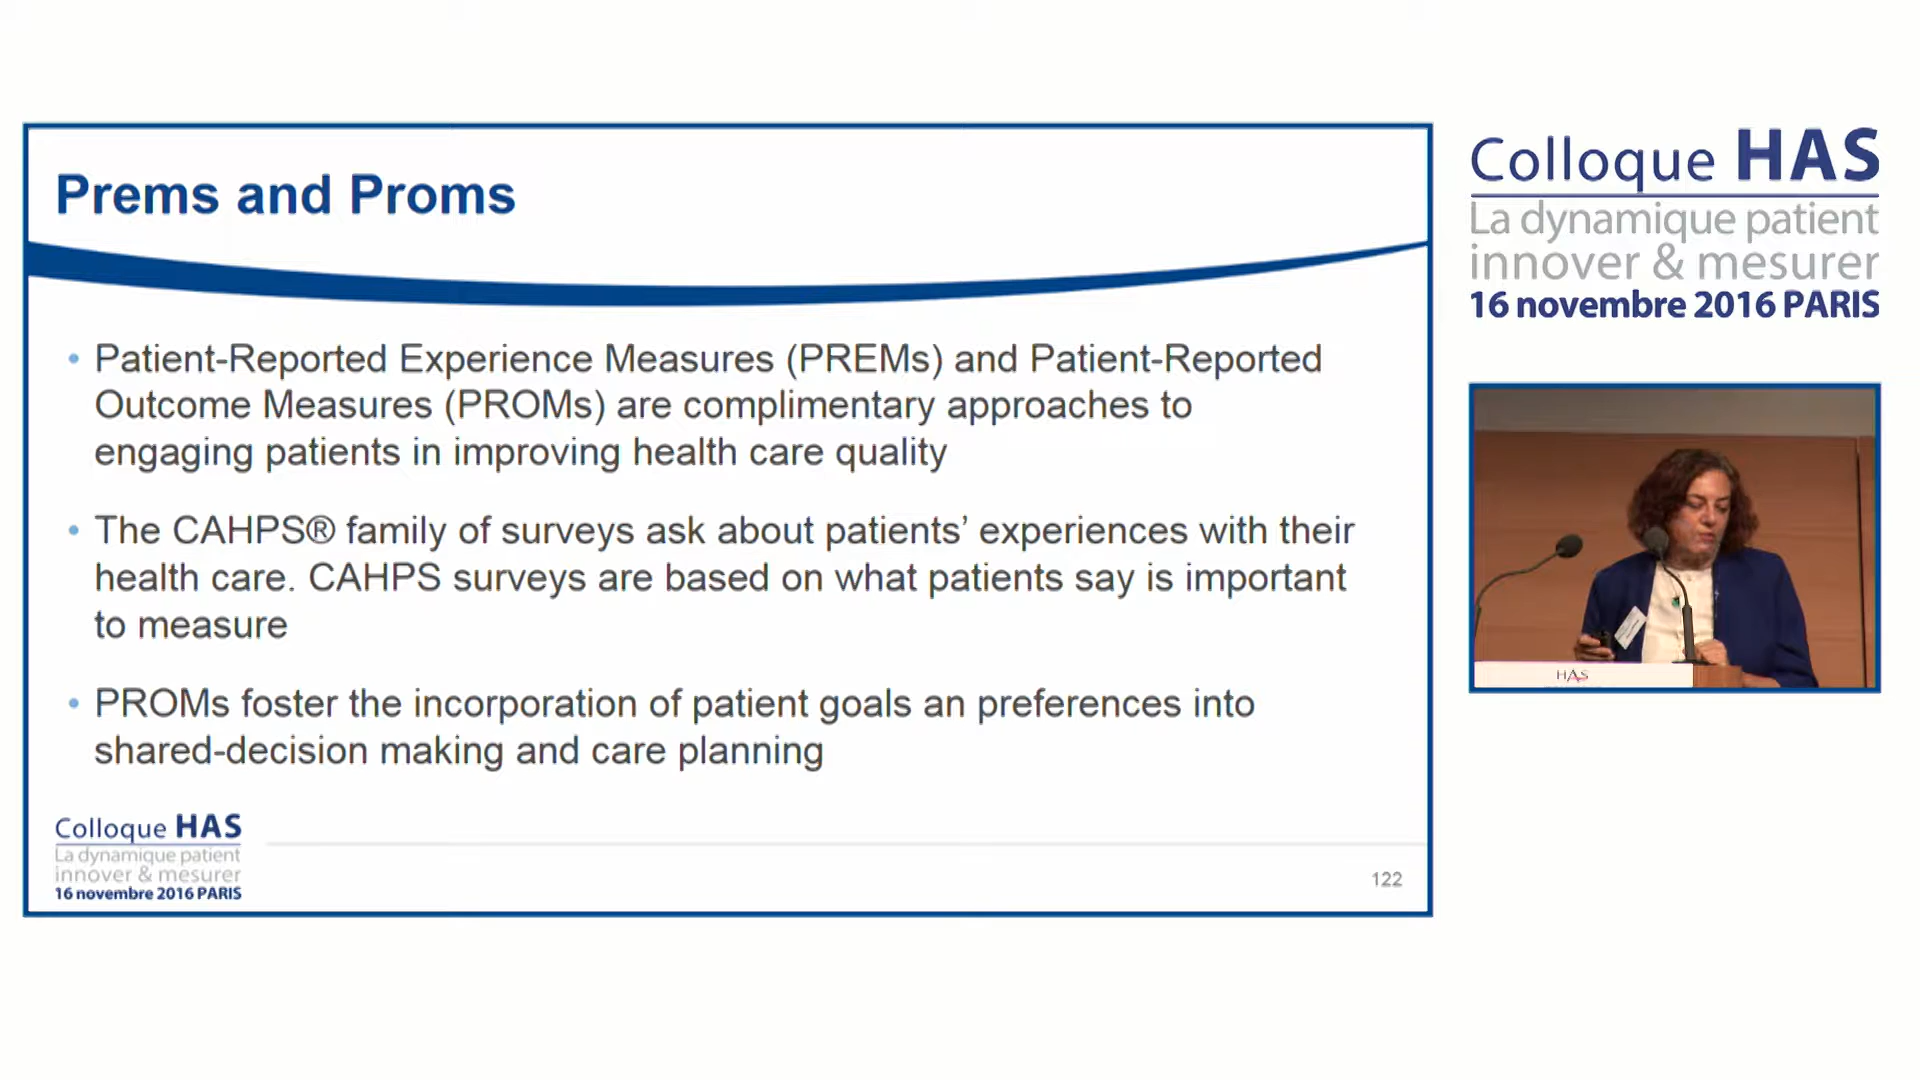 Prems and Proms
• Patient-Reported Experience Measures (PREMs) and Patient-Reported
Outcome Measures (PROMs) are complimentary approaches to
engaging patients in improving health care quality
• The CAHPS® family of surveys ask about patients’ experiences with their
health care. CAHPS surveys are based on what patients say is important
to measure
• PROMs foster the incorporation of patient goals an preferences into
shared-decision making and care planning
Colloque HAS
La dynamique patient
innover & mesurer
16 novembre 2016 PARIS
122
Colloque HAS
La dynamique patient
innover & mesurer
16 novembre 2016 PARIS
HAS